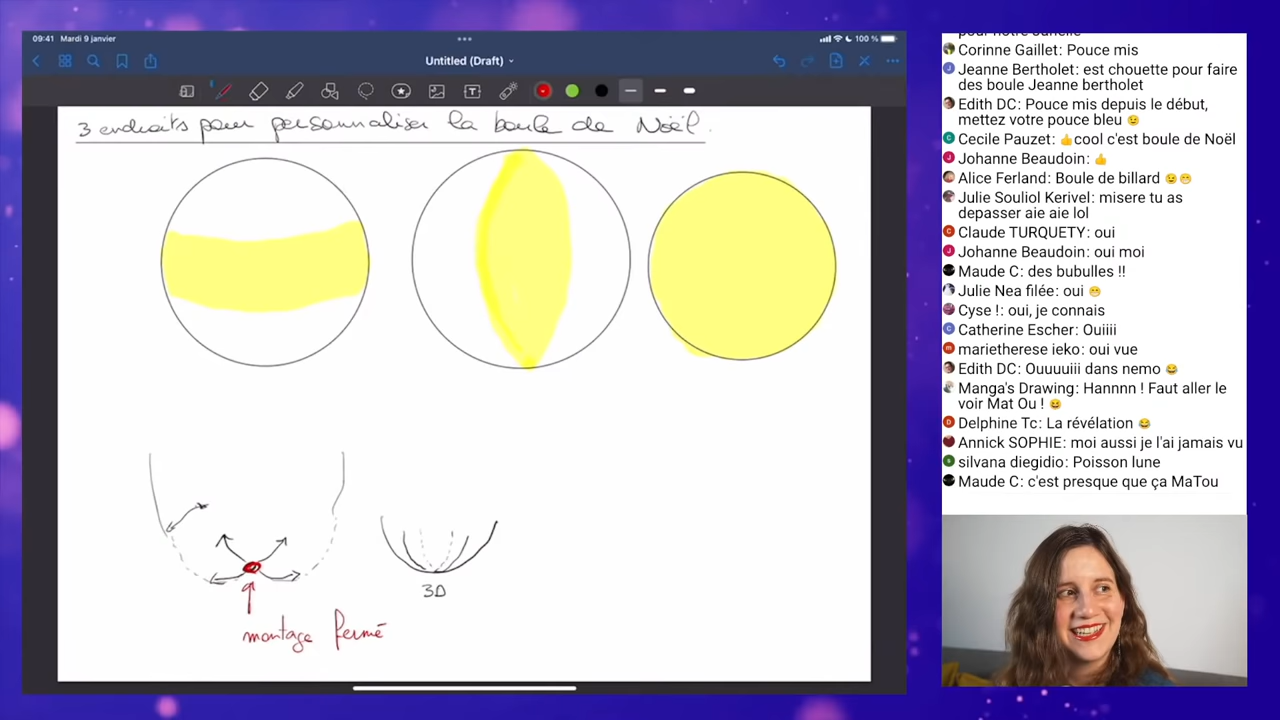 09:41 Mardi 9 janvier
100 %
Untitled (Draft)
3 endroits pour personnaliser la boule de Noël.
3D
montage fermé
Corinne Gaillet: Pouce mis
Jeanne Bertholet: est chouette pour faire
des boule Jeanne bertholet
Edith DC: Pouce mis depuis le début,
mettez votre pouce bleu 😉
Cecile Pauzet: 👍cool c'est boule de Noël
Johanne Beaudoin: 👍
Alice Ferland: Boule de billard 😉😁
Julie Souliol Kerivel: misere tu as
depasser aie aie lol
Claude TURQUETY: oui
Johanne Beaudoin: oui moi
Maude C: des bubulles !!
Julie Nea filée: oui 😁
Cyse !: oui, je connais
Catherine Escher: Ouiiii
marietherese ieko: oui vue
Edith DC: Ouuuuiii dans nemo 😂
Manga's Drawing: Hannnn ! Faut aller le
voir Mat Ou ! 😆
Delphine Tc: La révélation 😂
Annick SOPHIE: moi aussi je l'ai jamais vu
silvana diegidio: Poisson lune
Maude C: c'est presque que ça MaTou